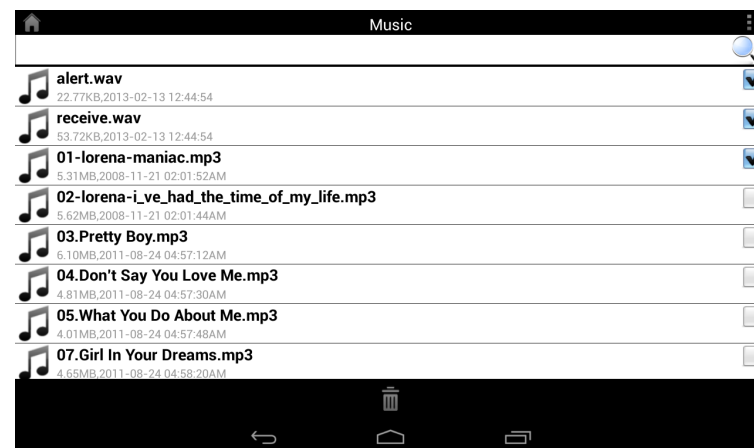 Music
alert.wav
22.77KB,2013-02-13 12:44:54
receive.wav
53.72KB,2013-02-13 12:44:54
01-lorena-maniac.mp3
5.31MB,2008-11-21 02:01:52AM
02-lorena-i_ve_had_the_time_of_my_life.mp3
5.62MB,2008-11-21 02:01:44AM
03.Pretty Boy.mp3
6.10MB,2011-08-24 04:57:12AM
04.Don't Say You Love Me.mp3
4.81MB,2011-08-24 04:57:30AM
05.What You Do About Me.mp3
4.01MB,2011-08-24 04:57:48AM
07.Girl In Your Dreams.mp3
4.65MB,2011-08-24 04:58:20AM